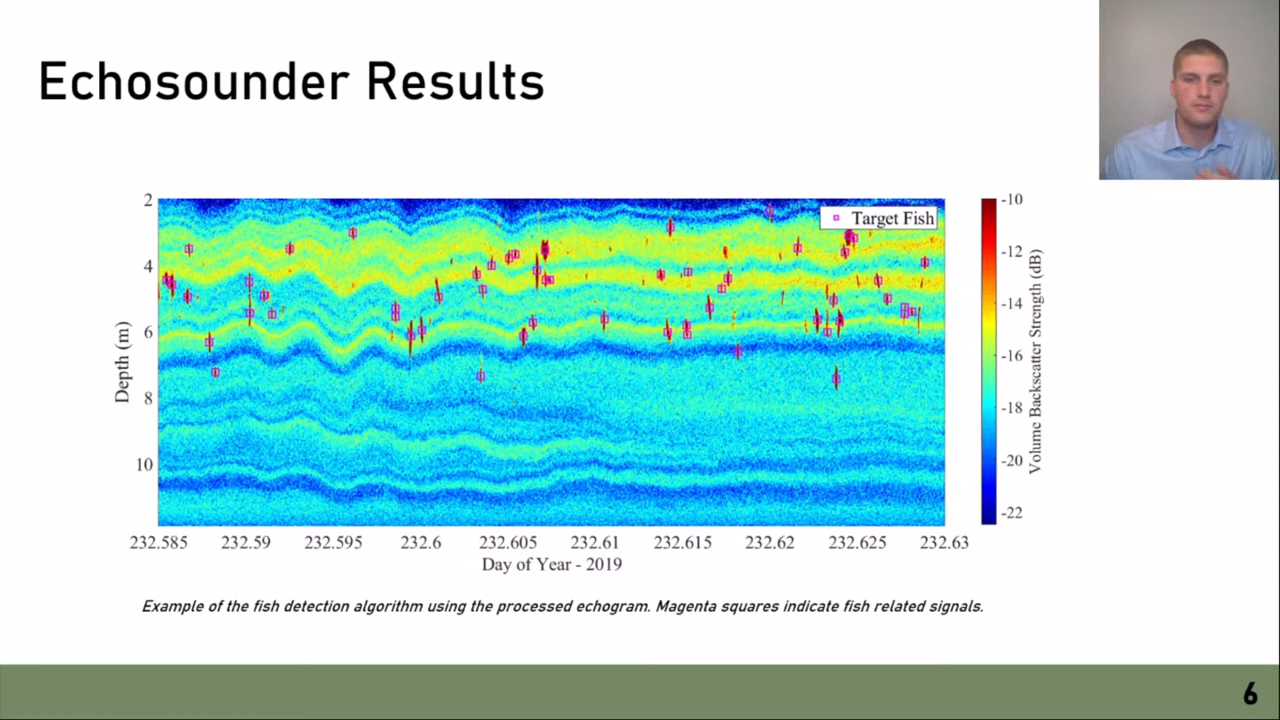 Echosounder Results
2
4
6
8
10
Depth (m)
Target Fish
-10
-12
-14
-16
-18
-20
-22
Volume Backscatter Strength (dB)
232.585 232.59 232.595 232.6 232.605 232.61 232.615 232.62 232.625 232.63
Day of Year - 2019
Example of the fish detection algorithm using the processed echogram. Magenta squares indicate fish related signals.
6